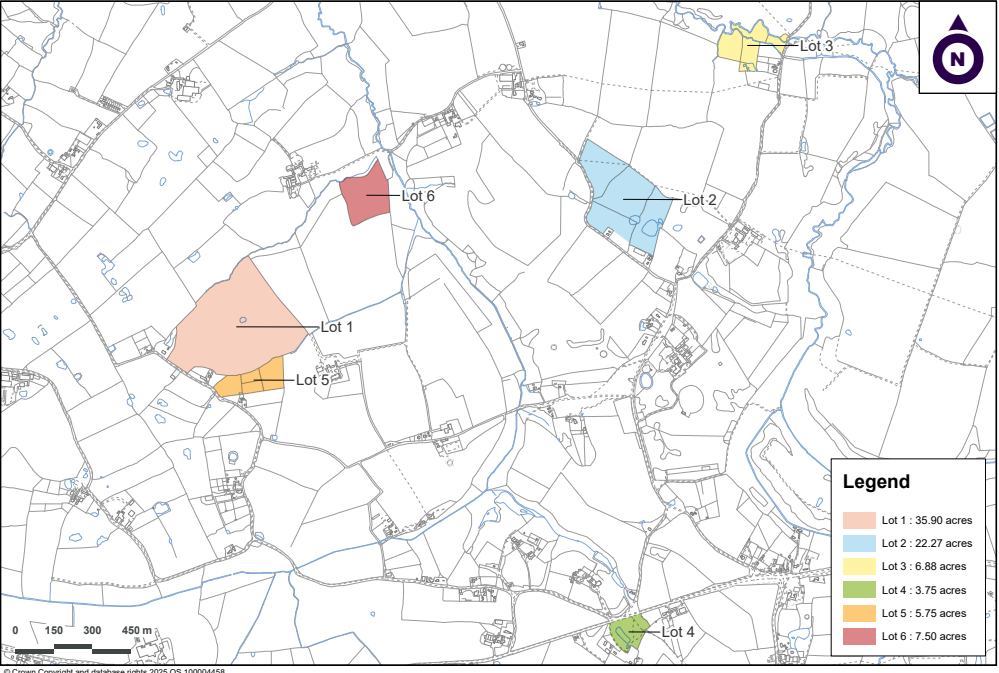 N
Lot 3
Lot 6
Lot 2
Lot 1
Lot 5
Lot 4
Legend
Lot 1 : 35.90 acres
Lot 2 : 22.27 acres
Lot 3 : 6.88 acres
Lot 4 : 3.75 acres
Lot 5 : 5.75 acres
Lot 6 : 7.50 acres
0 150 300 450 m
© Crown Copyright and database rights 2025 OS 100004458